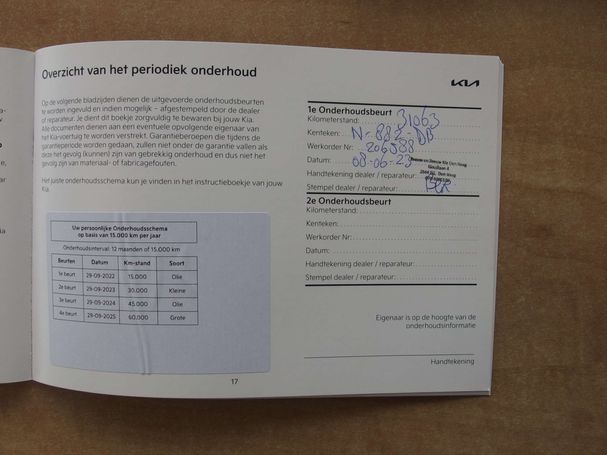 Overzicht van het periodiek onderhoud
Op de volgende bladzijden dienen de uitgevoerde onderhoudsbeurten
te worden ingevuld en indien mogelijk – afgestempeld door de dealer
of reparateur. Je dient dit boekje zorgvuldig te bewaren bij jouw Kia.
Alle documenten dienen aan een eventuele opvolgende eigenaar van
het Kia-voertuig te worden verstrekt. Garantieberoepen die tijdens de
garantieperiode worden gedaan, zullen niet onder de garantie vallen als
deze het gevolg (kunnen) zijn van gebrekkig onderhoud en dus niet het
gevolg zijn van materiaal- of fabricagefouten.
Het juiste onderhoudsschema kun je vinden in het instructieboekje van jouw
Kia.
Uw persoonlijke Onderhoudsschema
op basis van 15.000 km per jaar
Onderhoudsinterval: 12 maanden of 15.000 km
Beurten Datum Km-stand Soort
1e beurt 29-09-2022 15.000 Olie
2e beurt 29-09-2023 30.000 Kleine
3e beurt 29-09-2024 45.000 Olie
4e beurt 29-09-2025 60.000 Grote
17
KIA
1e Onderhoudsbeurt
Kilometerstand: 31063
Kenteken: N-882-DB
Werkorder Nr: 206588
Datum: 08-06-23
Handtekening dealer / reparateur:
Stempel dealer / reparateur:
2e Onderhoudsbeurt
Kilometerstand:
Kenteken:
Werkorder Nr:
Datum:
Handtekening dealer / reparateur:
Stempel dealer / reparateur:
Eigenaar is op de hoogte van de
onderhoudsinformatie
Handtekening